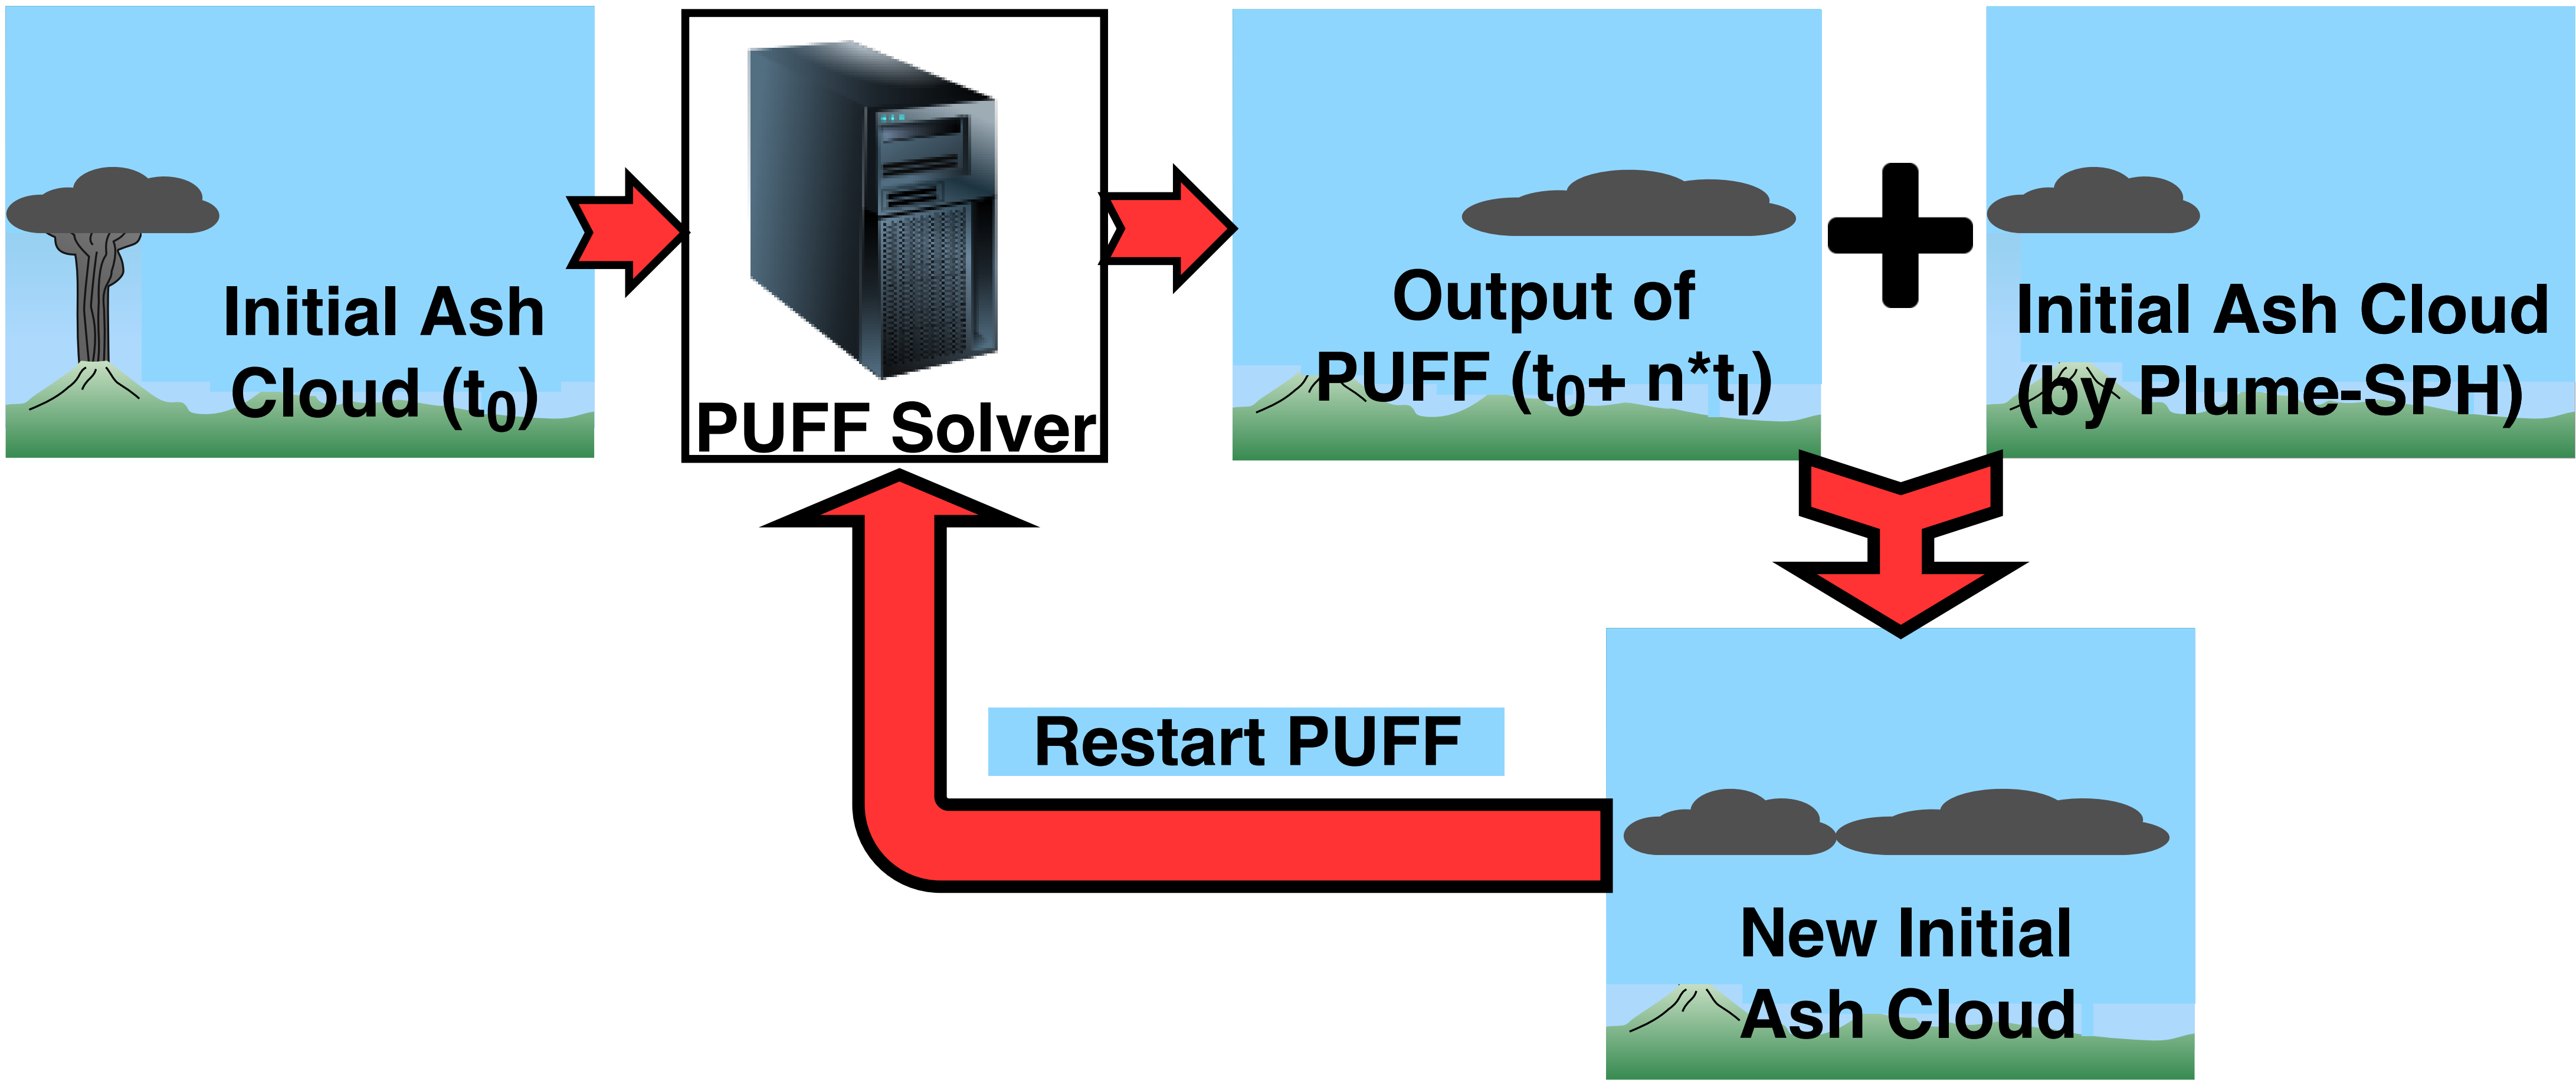 Initial Ash
Cloud (t₀)
PUFF Solver
Output of
PUFF (t₀+ n*tₗ)
Initial Ash Cloud
(by Plume-SPH)
Restart PUFF
New Initial
Ash Cloud